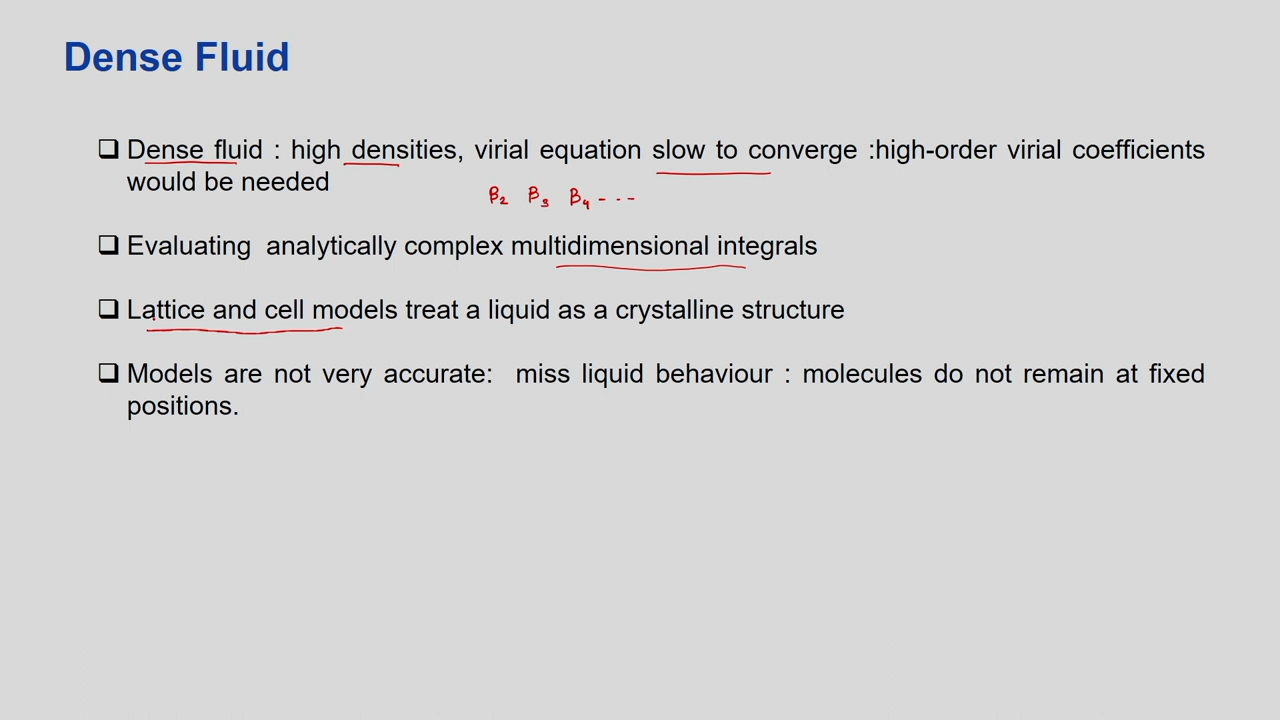 Dense Fluid
❑ Dense fluid : high densities, virial equation slow to converge :high-order virial coefficients
would be needed
B₂ B₃ B₄ - - -
❑ Evaluating analytically complex multidimensional integrals
❑ Lattice and cell models treat a liquid as a crystalline structure
❑ Models are not very accurate: miss liquid behaviour : molecules do not remain at fixed
positions.